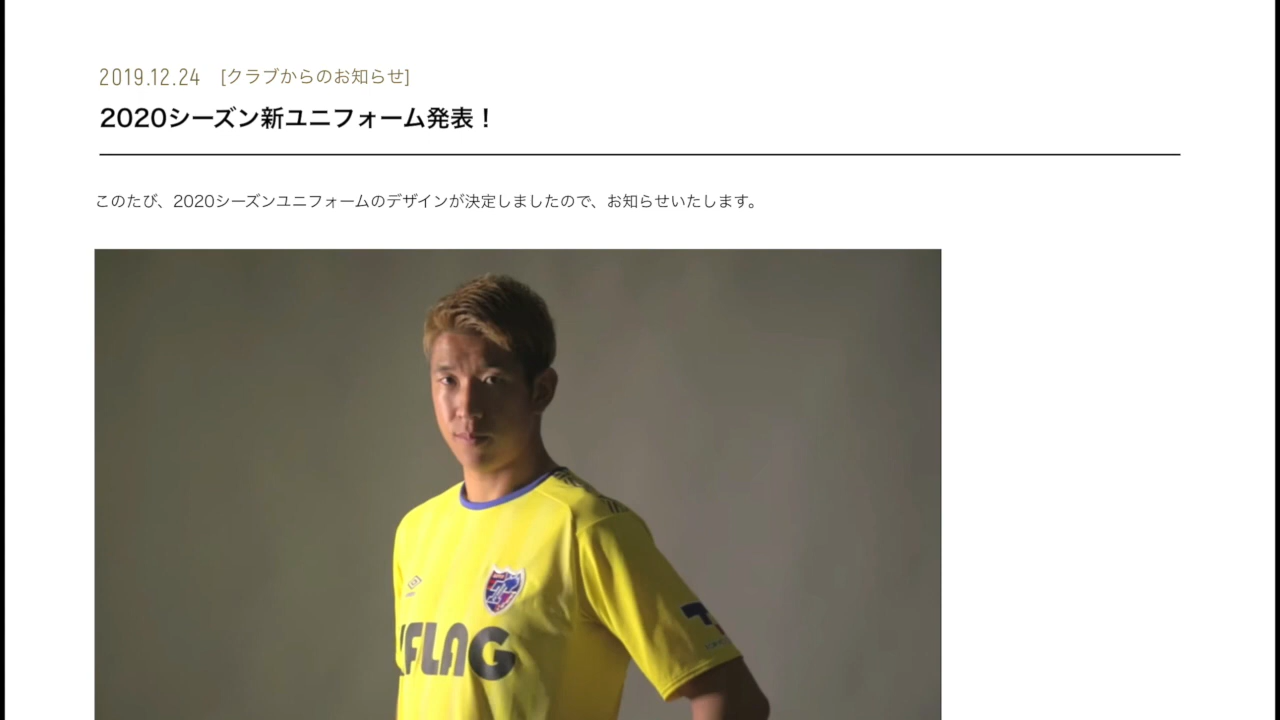 2019.12.24 [クラブからのお知らせ]
2020シーズン新ユニフォーム発表！
このたび、2020シーズンユニフォームのデザインが決定しましたので、お知らせいたします。
XFLAG